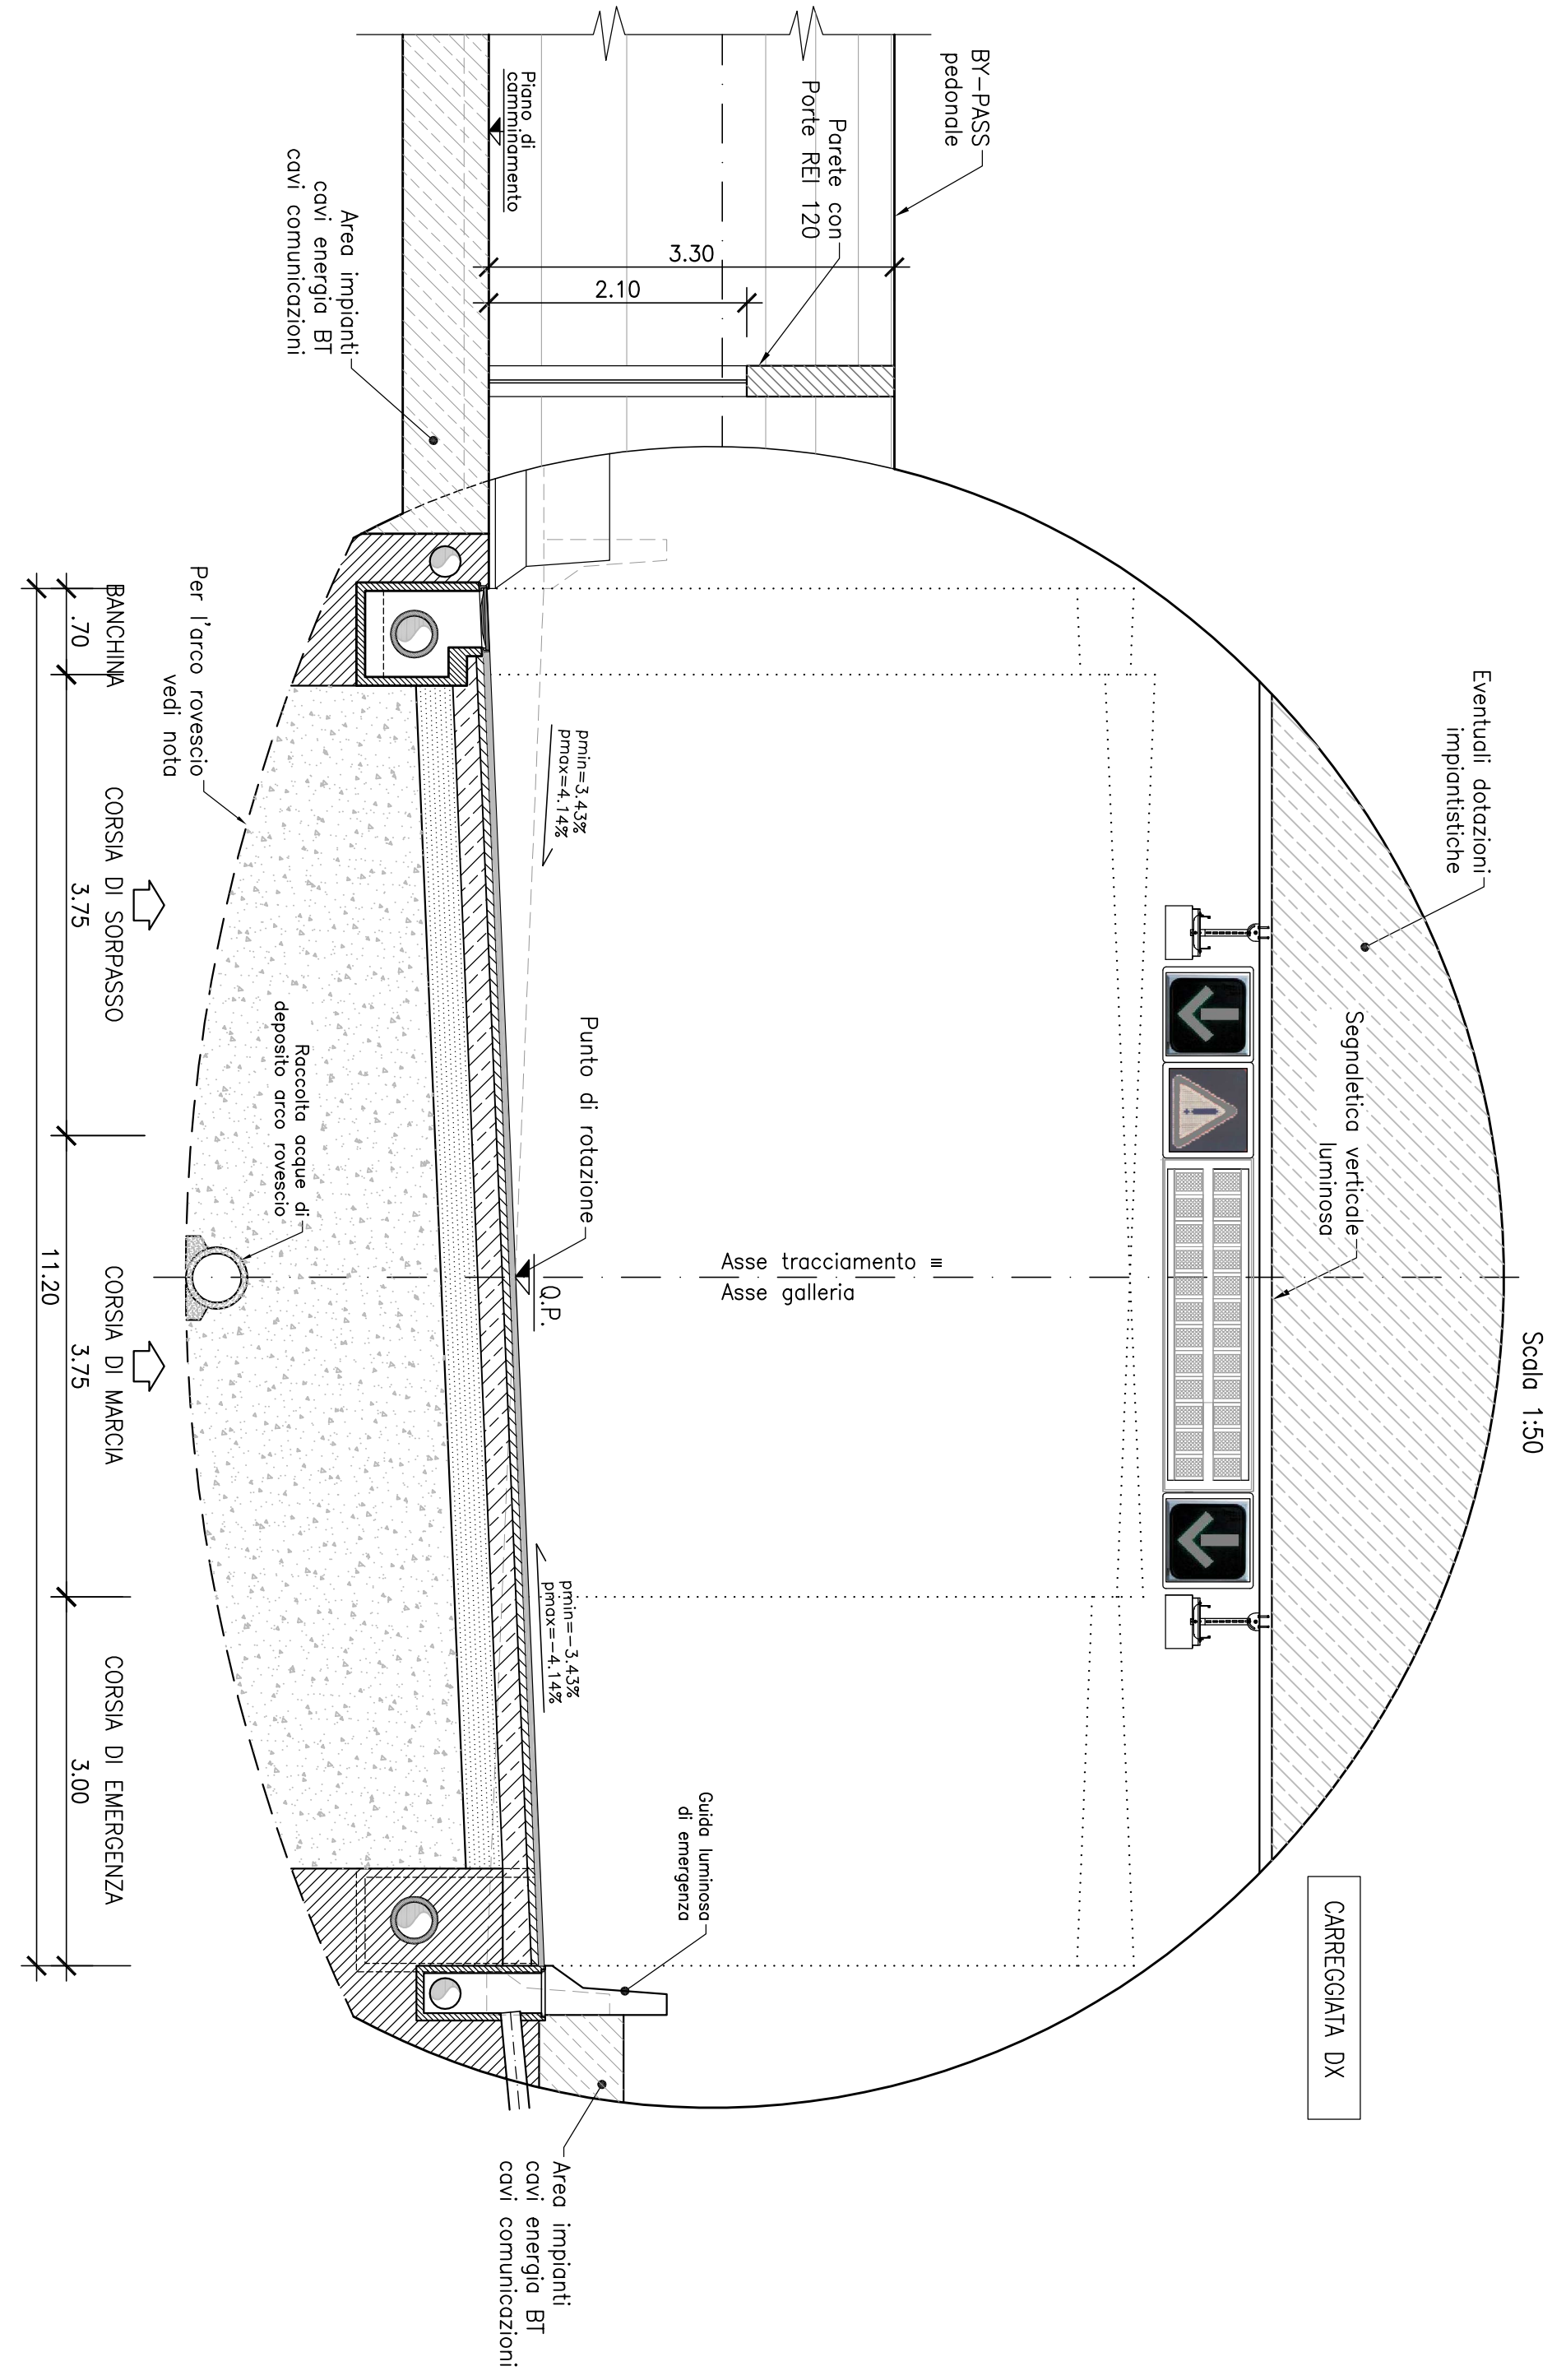 Scala 1:50
CARREGGIATA DX
Eventuali dotazioni
impiantistiche
Segnaletica verticale
luminosa
BY-PASS
pedonale
Parete con
Porte REI 120
3.30
2.10
Piano di
camminamento
Area impianti
cavi energia BT
cavi comunicazioni
Asse tracciamento ≡
Asse galleria
Guida luminosa
di emergenza
pmin=3.43%
pmax=4.14%
Punto di rotazione
Q.P.
pmin=-3.43%
pmax=-4.14%
Area impianti
cavi energia BT
cavi comunicazioni
Raccolta acque di
deposito arco rovescio
Per l'arco rovescio
vedi nota
BANCHINA
CORSIA DI SORPASSO
CORSIA DI MARCIA
CORSIA DI EMERGENZA
.70
3.75
3.75
3.00
11.20